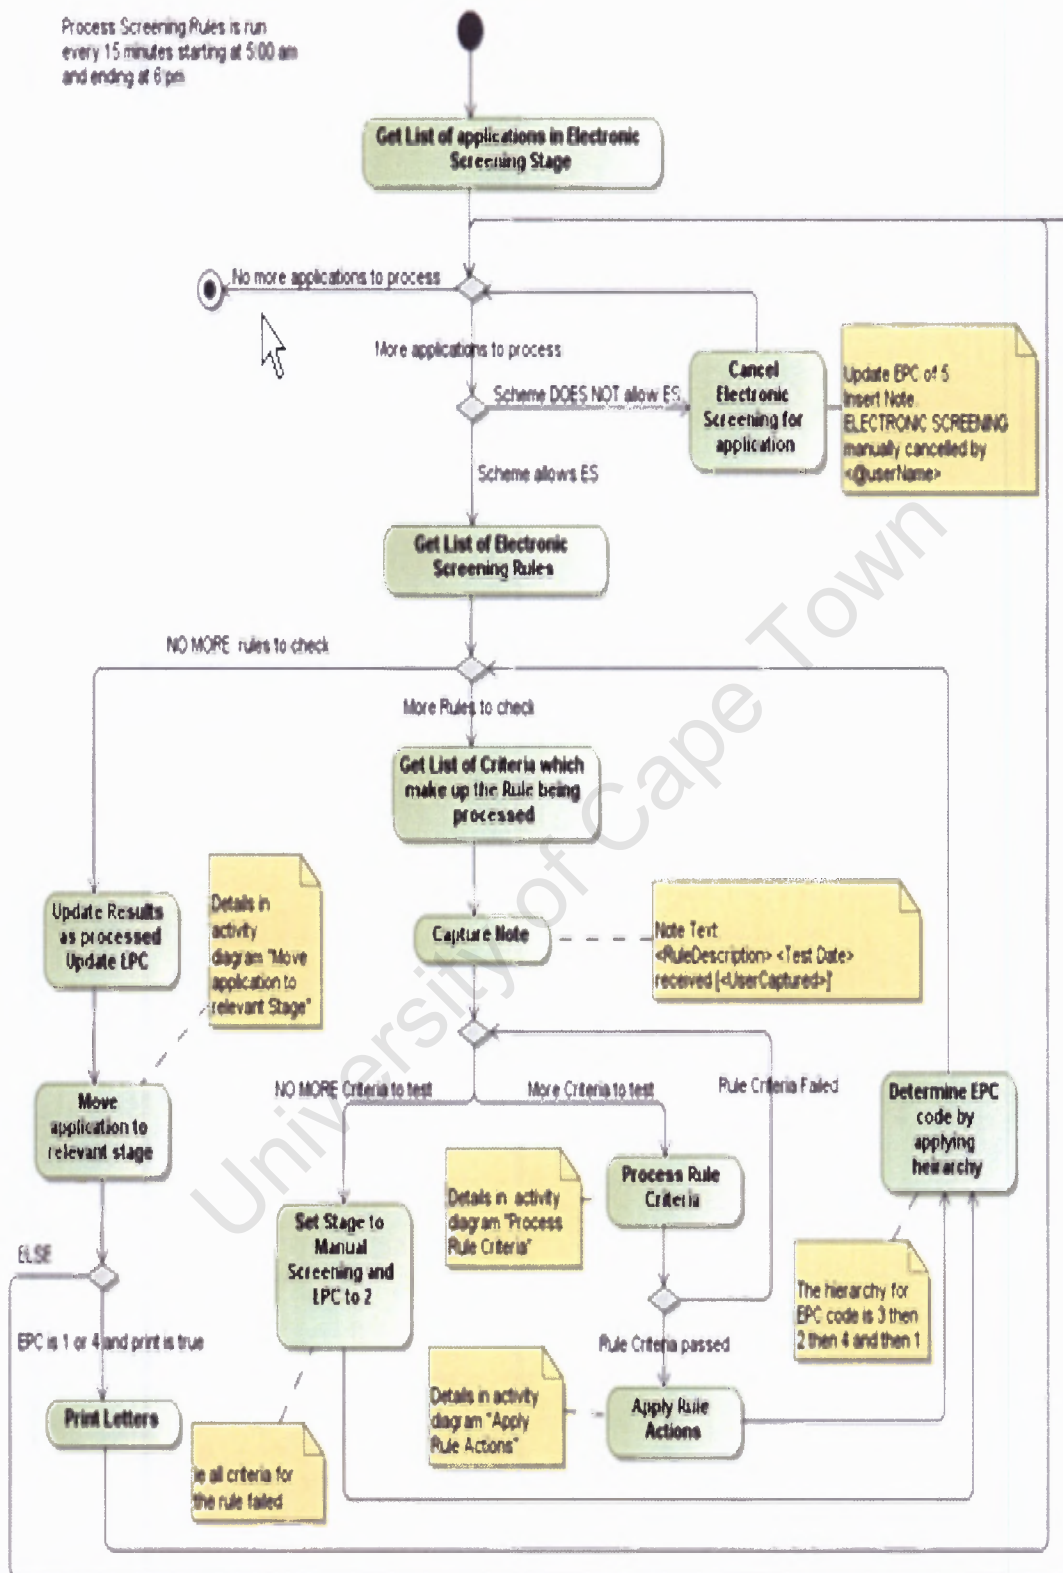 Process Screening Rules is run
every 15 minutes starting at 5:00 am
and ending at 6 pm
Get List of applications in Electronic
Screening Stage
No more applications to process
More applications to process
Scheme DOES NOT allow ES
Cancel
Electronic
Screening for
application
Update EPC of 5
Insert Note.
ELECTRONIC SCREENING
manually cancelled by
<@userName>
Scheme allows ES
Get List of Electronic
Screening Rules
NO MORE rules to check
More Rules to check
Get List of Criteria which
make up the Rule being
processed
Update Results
as processed
Update EPC
Details in
activity
diagram "Move
application to
relevant Stage"
Capture Note
Note Text
<RuleDescription> <Test Date>
received [<UserCaptured>]'
NO MORE Criteria to test
More Criteria to test
Rule Criteria Failed
Determine EPC
code by
applying
heirarchy
Move
application to
relevant stage
Details in activity
diagram "Process
Rule Criteria"
Process Rule
Criteria
Set Stage to
Manual
Screening and
EPC to 2
ELSE
The hierarchy for
EPC code is 3 then
2 then 4 and then 1
EPC is 1 or 4 and print is true
Rule Criteria passed
Print Letters
Details in activity
diagram "Apply
Rule Actions"
Apply Rule
Actions
ie all criteria for
the rule failed
University of Cape Town